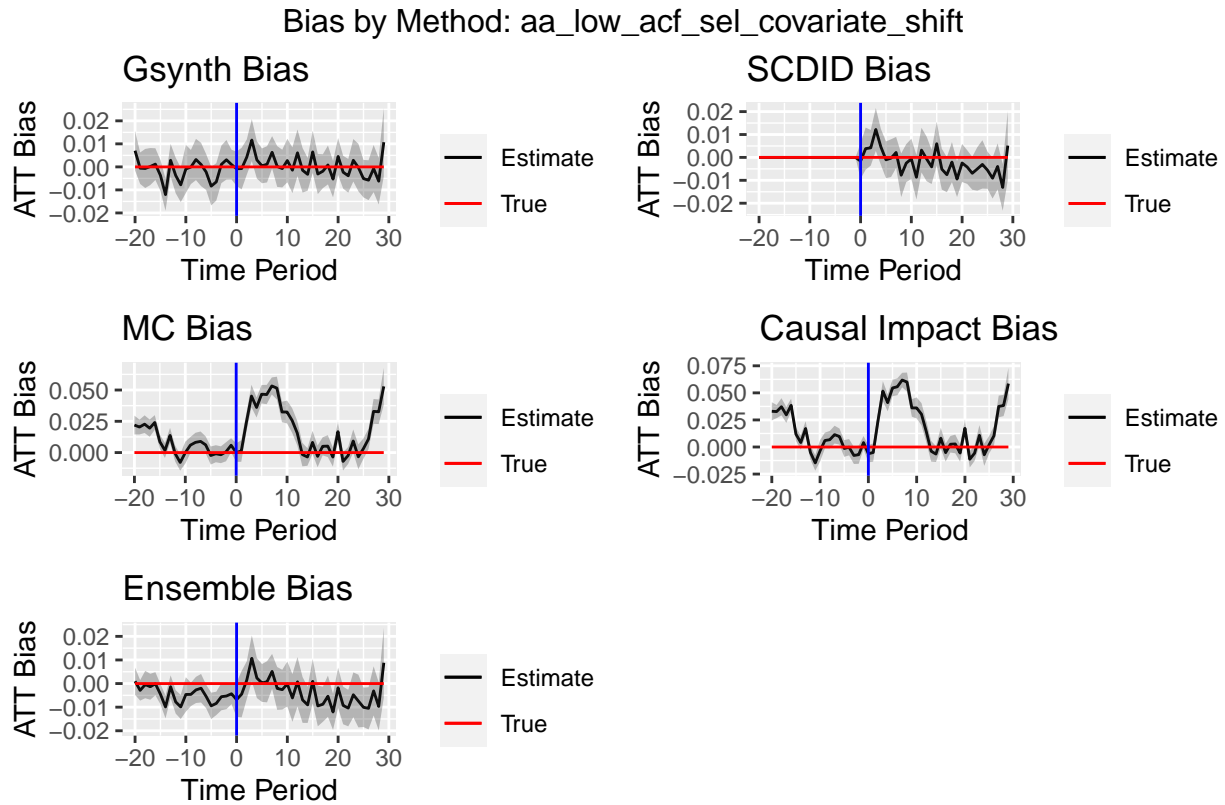 Bias by Method: aa_low_acf_sel_covariate_shift
Gsynth Bias
ATT Bias
0.02
0.01
0.00
−0.01
−0.02
−20 −10 0 10 20 30
Time Period
Estimate
True
SCDID Bias
ATT Bias
0.02
0.01
0.00
−0.01
−0.02
−20 −10 0 10 20 30
Time Period
Estimate
True
MC Bias
ATT Bias
0.050
0.025
0.000
−20 −10 0 10 20 30
Time Period
Estimate
True
Causal Impact Bias
ATT Bias
0.075
0.050
0.025
0.000
−0.025
−20 −10 0 10 20 30
Time Period
Estimate
True
Ensemble Bias
ATT Bias
0.02
0.01
0.00
−0.01
−0.02
−20 −10 0 10 20 30
Time Period
Estimate
True